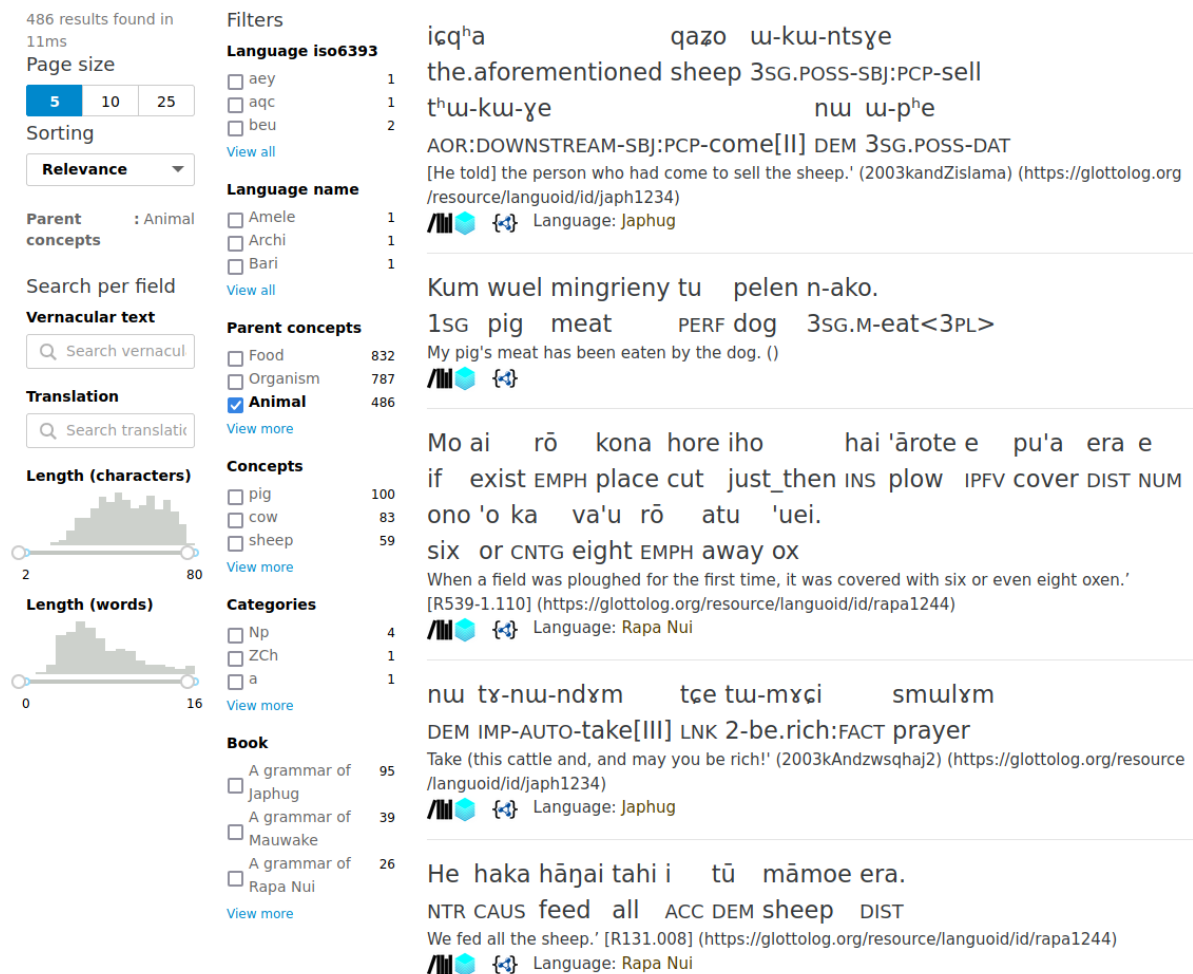 486 results found in
11ms
Page size
5 10 25
Sorting
Relevance
Parent concepts : Animal
Search per field
Vernacular text
Search vernacul
Translation
Search translatic
Length (characters)
2 80
Length (words)
0 16
Filters
Language iso6393
aey 1
aqc 1
beu 2
View all
Language name
Amele 1
Archi 1
Bari 1
View all
Parent concepts
Food 832
Organism 787
Animal 486
View more
Concepts
pig 100
cow 83
sheep 59
View more
Categories
Np 4
ZCh 1
a 1
View more
Book
A grammar of 95
Japhug
A grammar of 39
Mauwake
A grammar of 26
Rapa Nui
View more
iɕqʰa qaʑo ɯ-kɯ-ntsɣe
the.aforementioned sheep 3SG.POSS-SBJ:PCP-sell
tʰɯ-kɯ-ɣe nɯ ɯ-pʰe
AOR:DOWNSTREAM-SBJ:PCP-come[II] DEM 3SG.POSS-DAT
[He told] the person who had come to sell the sheep.' (2003kandZislama) (https://glottolog.org
/resource/languoid/id/japh1234)
Language: Japhug
Kum wuel mingrieny tu pelen n-ako.
1SG pig meat PERF dog 3SG.M-eat<3PL>
My pig's meat has been eaten by the dog. ()
Mo ai rō kona hore iho hai 'ārote e pu'a era e
if exist EMPH place cut just_then INS plow IPFV cover DIST NUM
ono 'o ka va'u rō atu 'uei.
six or CNTG eight EMPH away ox
When a field was ploughed for the first time, it was covered with six or even eight oxen.’
[R539-1.110] (https://glottolog.org/resource/languoid/id/rapa1244)
Language: Rapa Nui
nɯ tɤ-nɯ-ndɤm tɕe tɯ-mɤɕi smɯlɤm
DEM IMP-AUTO-take[III] LNK 2-be.rich:FACT prayer
Take (this cattle and, and may you be rich!' (2003kAndzwsqhaj2) (https://glottolog.org/resource
/languoid/id/japh1234)
Language: Japhug
He haka hāŋai tahi i tū māmoe era.
NTR CAUS feed all ACC DEM sheep DIST
We fed all the sheep.’ [R131.008] (https://glottolog.org/resource/languoid/id/rapa1244)
Language: Rapa Nui